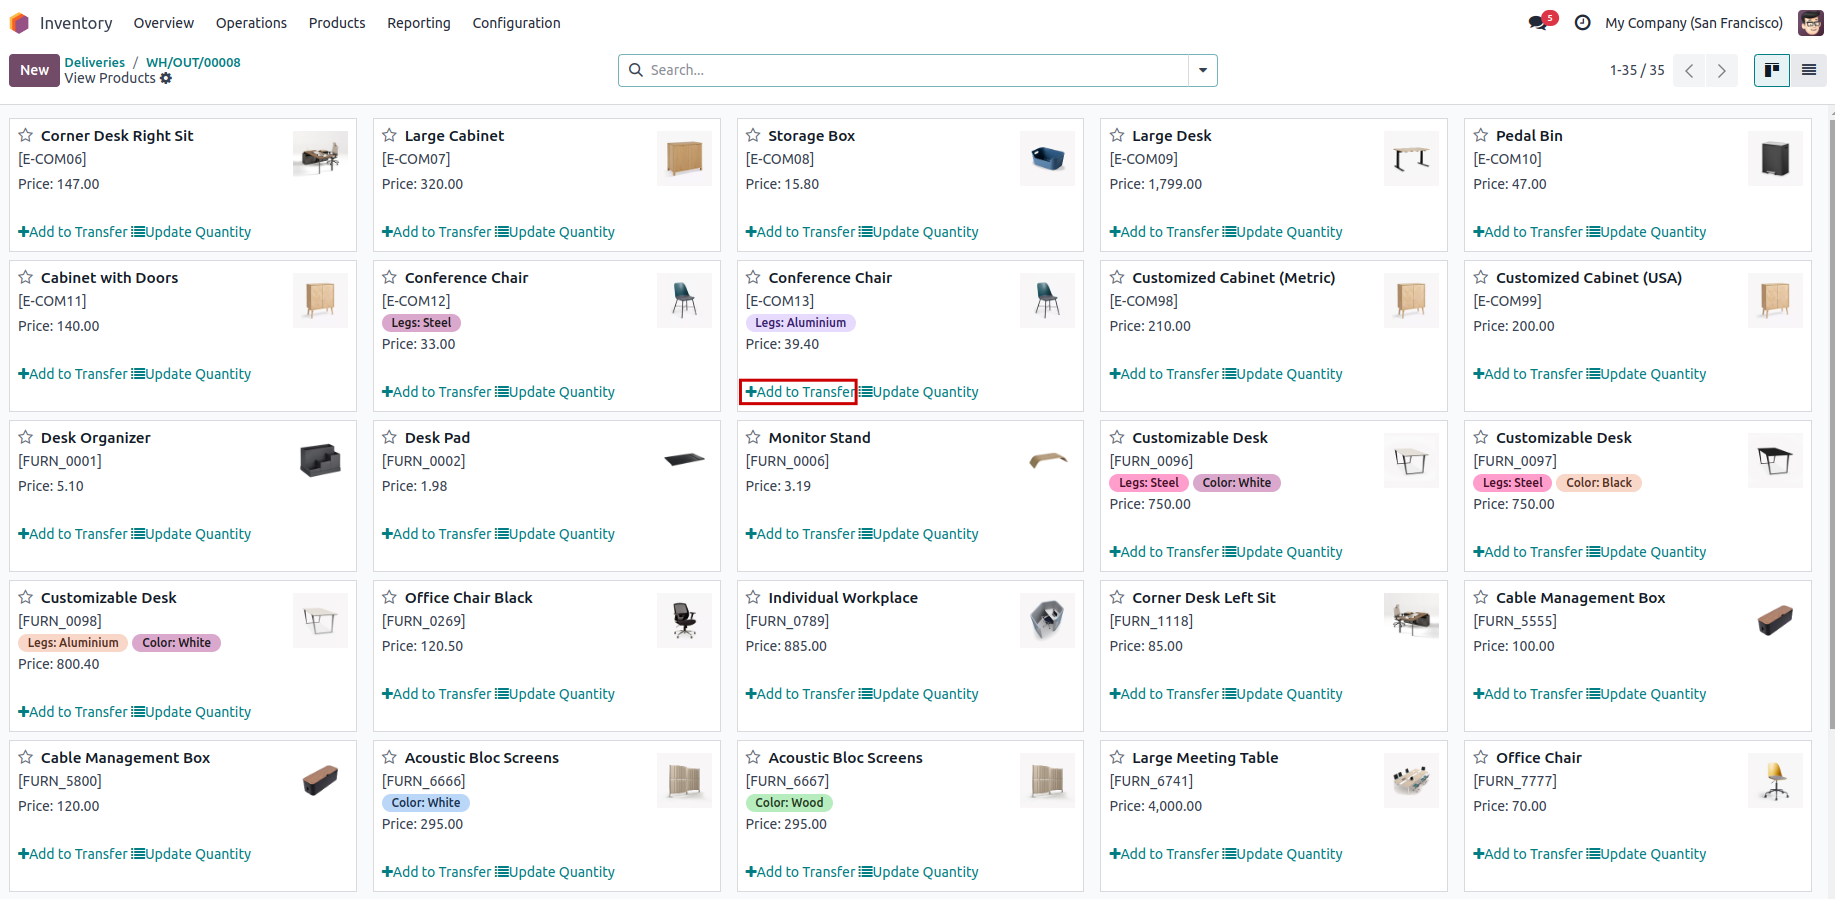 Inventory Overview Operations Products Reporting Configuration 5 My Company (San Francisco)
New Deliveries / WH/OUT/00008
View Products
Search...
1-35 / 35
Corner Desk Right Sit
[E-COM06]
Price: 147.00
Add to Transfer Update Quantity
Large Cabinet
[E-COM07]
Price: 320.00
Add to Transfer Update Quantity
Storage Box
[E-COM08]
Price: 15.80
Add to Transfer Update Quantity
Large Desk
[E-COM09]
Price: 1,799.00
Add to Transfer Update Quantity
Pedal Bin
[E-COM10]
Price: 47.00
Add to Transfer Update Quantity
Cabinet with Doors
[E-COM11]
Price: 140.00
Add to Transfer Update Quantity
Conference Chair
[E-COM12]
Legs: Steel
Price: 33.00
Add to Transfer Update Quantity
Conference Chair
[E-COM13]
Legs: Aluminium
Price: 39.40
Add to Transfer Update Quantity
Customized Cabinet (Metric)
[E-COM98]
Price: 210.00
Add to Transfer Update Quantity
Customized Cabinet (USA)
[E-COM99]
Price: 200.00
Add to Transfer Update Quantity
Desk Organizer
[FURN_0001]
Price: 5.10
Add to Transfer Update Quantity
Desk Pad
[FURN_0002]
Price: 1.98
Add to Transfer Update Quantity
Monitor Stand
[FURN_0006]
Price: 3.19
Add to Transfer Update Quantity
Customizable Desk
[FURN_0096]
Legs: Steel Color: White
Price: 750.00
Add to Transfer Update Quantity
Customizable Desk
[FURN_0097]
Legs: Steel Color: Black
Price: 750.00
Add to Transfer Update Quantity
Customizable Desk
[FURN_0098]
Legs: Aluminium Color: White
Price: 800.40
Add to Transfer Update Quantity
Office Chair Black
[FURN_0269]
Price: 120.50
Add to Transfer Update Quantity
Individual Workplace
[FURN_0789]
Price: 885.00
Add to Transfer Update Quantity
Corner Desk Left Sit
[FURN_1118]
Price: 85.00
Add to Transfer Update Quantity
Cable Management Box
[FURN_5555]
Price: 100.00
Add to Transfer Update Quantity
Cable Management Box
[FURN_5800]
Price: 120.00
Add to Transfer Update Quantity
Acoustic Bloc Screens
[FURN_6666]
Color: White
Price: 295.00
Add to Transfer Update Quantity
Acoustic Bloc Screens
[FURN_6667]
Color: Wood
Price: 295.00
Add to Transfer Update Quantity
Large Meeting Table
[FURN_6741]
Price: 4,000.00
Add to Transfer Update Quantity
Office Chair
[FURN_7777]
Price: 70.00
Add to Transfer Update Quantity